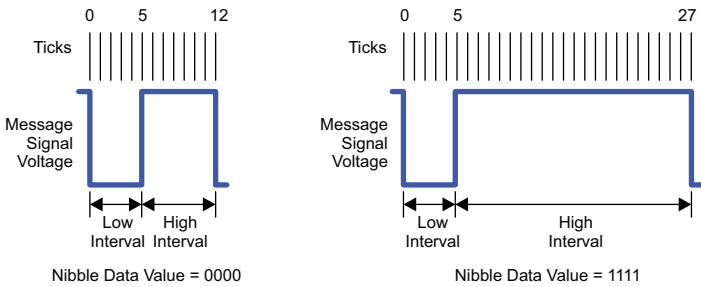 0 5 12
Ticks
Message
Signal
Voltage
Low
Interval
High
Interval
Nibble Data Value = 0000
0 5 27
Ticks
Message
Signal
Voltage
Low
Interval
High
Interval
Nibble Data Value = 1111